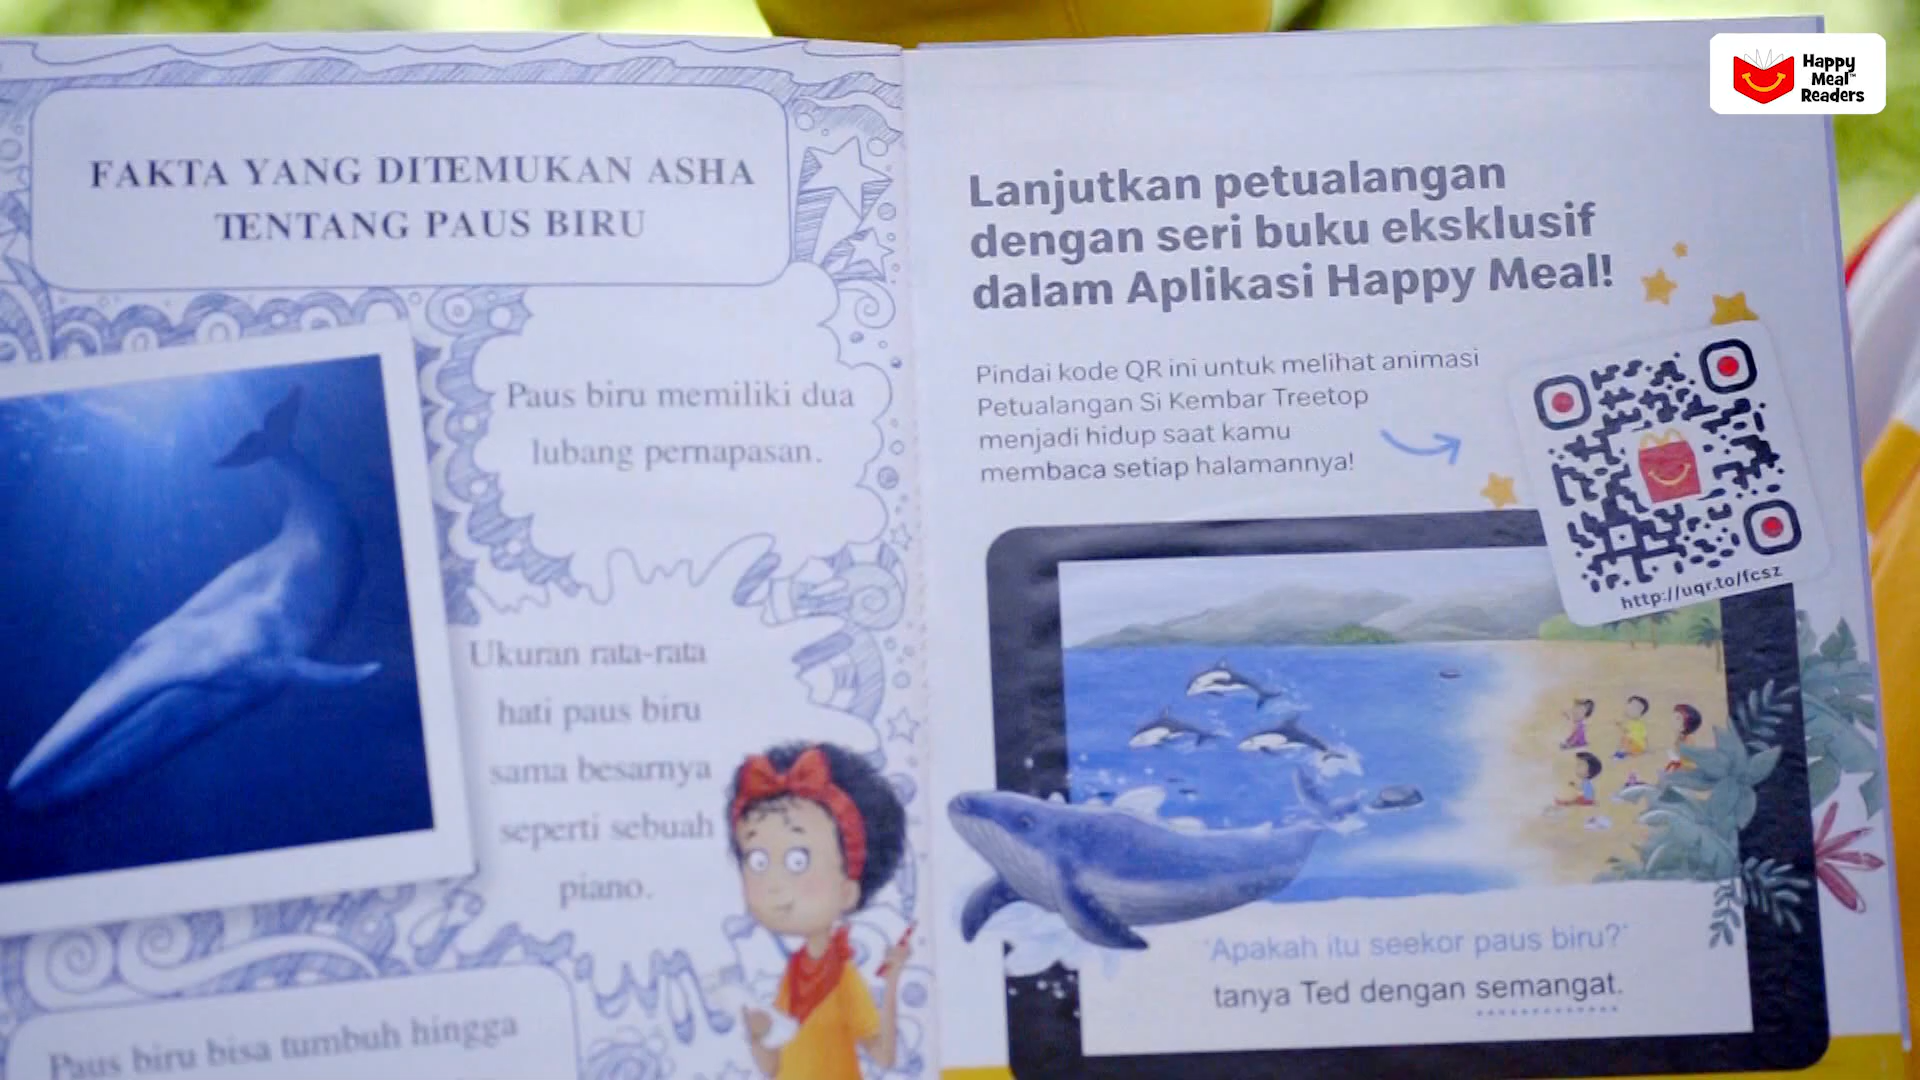 FAKTA YANG DITEMUKAN ASHA
TENTANG PAUS BIRU
Paus biru memiliki dua
lubang pernapasan.
Ukuran rata-rata
hati paus biru
sama besarnya
seperti sebuah
piano.
Paus biru bisa tumbuh hingga
Happy
Meal™
Readers
Lanjutkan petualangan
dengan seri buku eksklusif
dalam Aplikasi Happy Meal!
Pindai kode QR ini untuk melihat animasi
Petualangan Si Kembar Treetop
menjadi hidup saat kamu
membaca setiap halamannya!
http://uqr.to/fcsz
'Apakah itu seekor paus biru?'
tanya Ted dengan semangat.